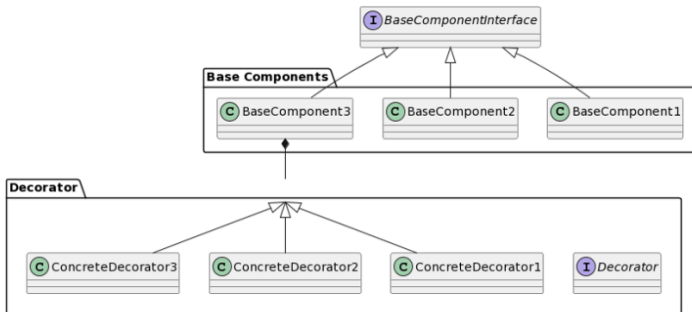 I BaseComponentInterface
Base Components
C BaseComponent3 C BaseComponent2 C BaseComponent1
Decorator
C ConcreteDecorator3 C ConcreteDecorator2 C ConcreteDecorator1 I Decorator